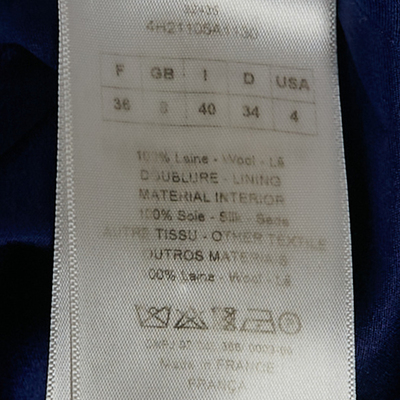 4H21105A1130
F GB I D USA
36 8 40 34 4
100% Laine - Wool - Lã
DOUBLURE - LINING
MATERIAL INTERIOR
100% Soie - Silk - Seda
AUTRE TISSU - OTHER TEXTILE
OUTROS MATERIAIS
100% Laine - Wool - Lã
Made in FRANCE
FRANÇA